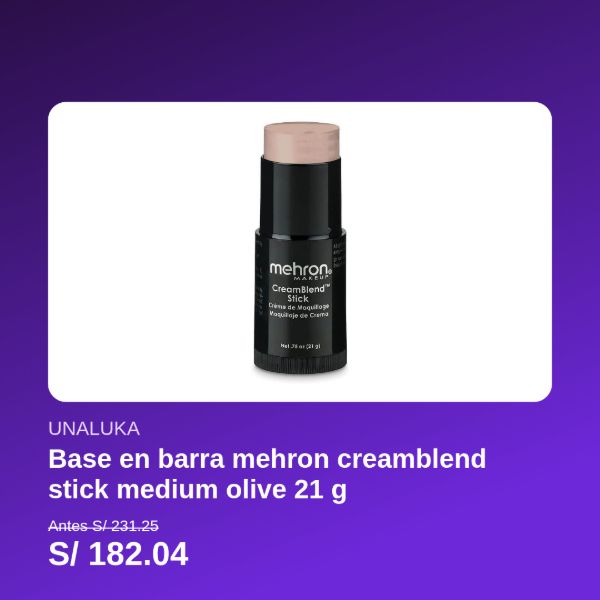 mehron
MAKEUP
CreamBlend™
Stick
Crème de Maquillage
Maquillaje de Crema
Net .75 oz (21 g)
UNALUKA
Base en barra mehron creamblend
stick medium olive 21 g
Antes S/ 231.25
S/ 182.04